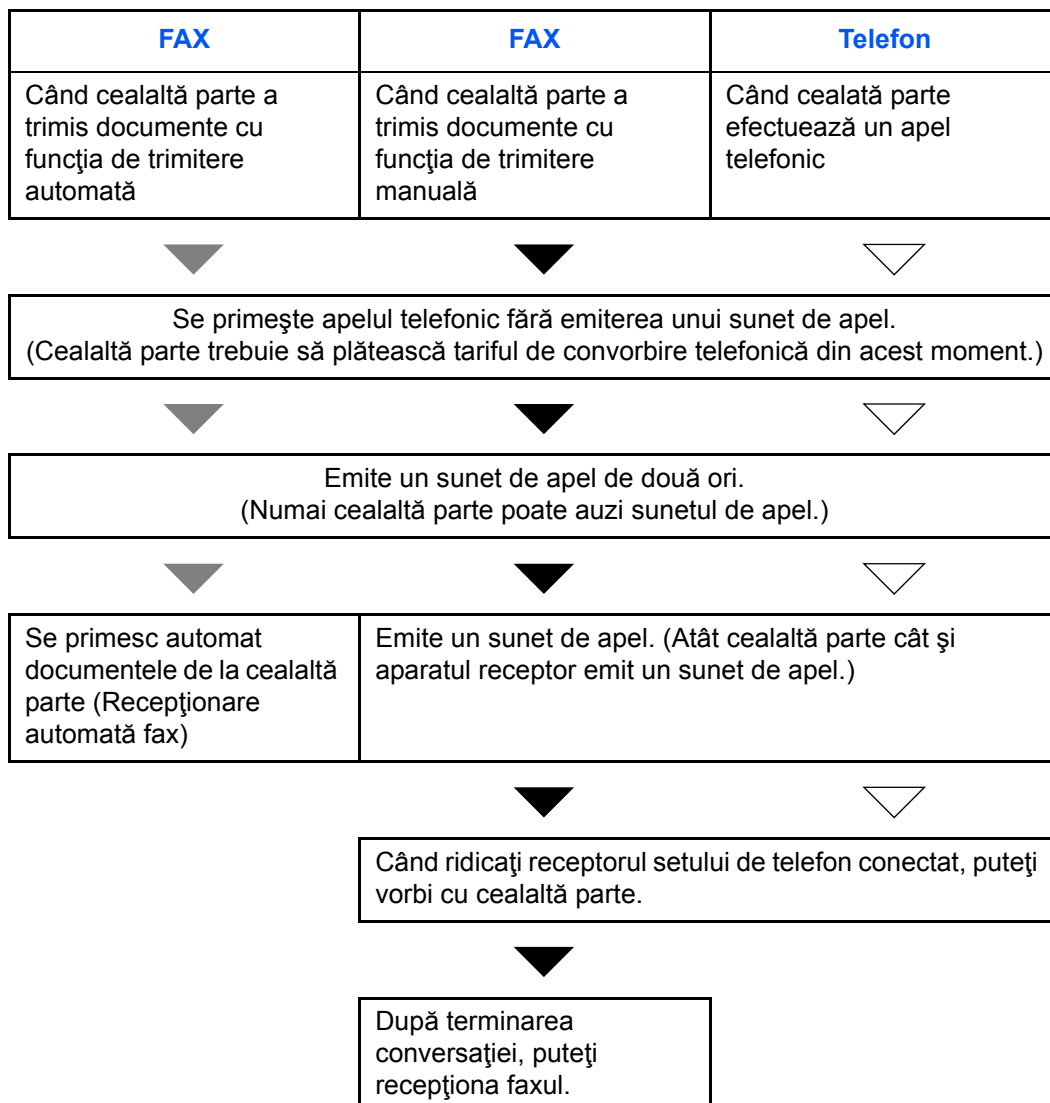 FAX
FAX
Telefon
Când cealaltă parte a
trimis documente cu
funcţia de trimitere
automată
Când cealaltă parte a
trimis documente cu
funcţia de trimitere
manuală
Când cealată parte
efectuează un apel
telefonic
Se primeşte apelul telefonic fără emiterea unui sunet de apel.
(Cealaltă parte trebuie să plătească tariful de convorbire telefonică din acest moment.)
Emite un sunet de apel de două ori.
(Numai cealaltă parte poate auzi sunetul de apel.)
Se primesc automat
documentele de la cealaltă
parte (Recepţionare
automată fax)
Emite un sunet de apel. (Atât cealaltă parte cât şi
aparatul receptor emit un sunet de apel.)
Când ridicaţi receptorul setului de telefon conectat, puteţi
vorbi cu cealaltă parte.
După terminarea
conversaţiei, puteţi
recepţiona faxul.